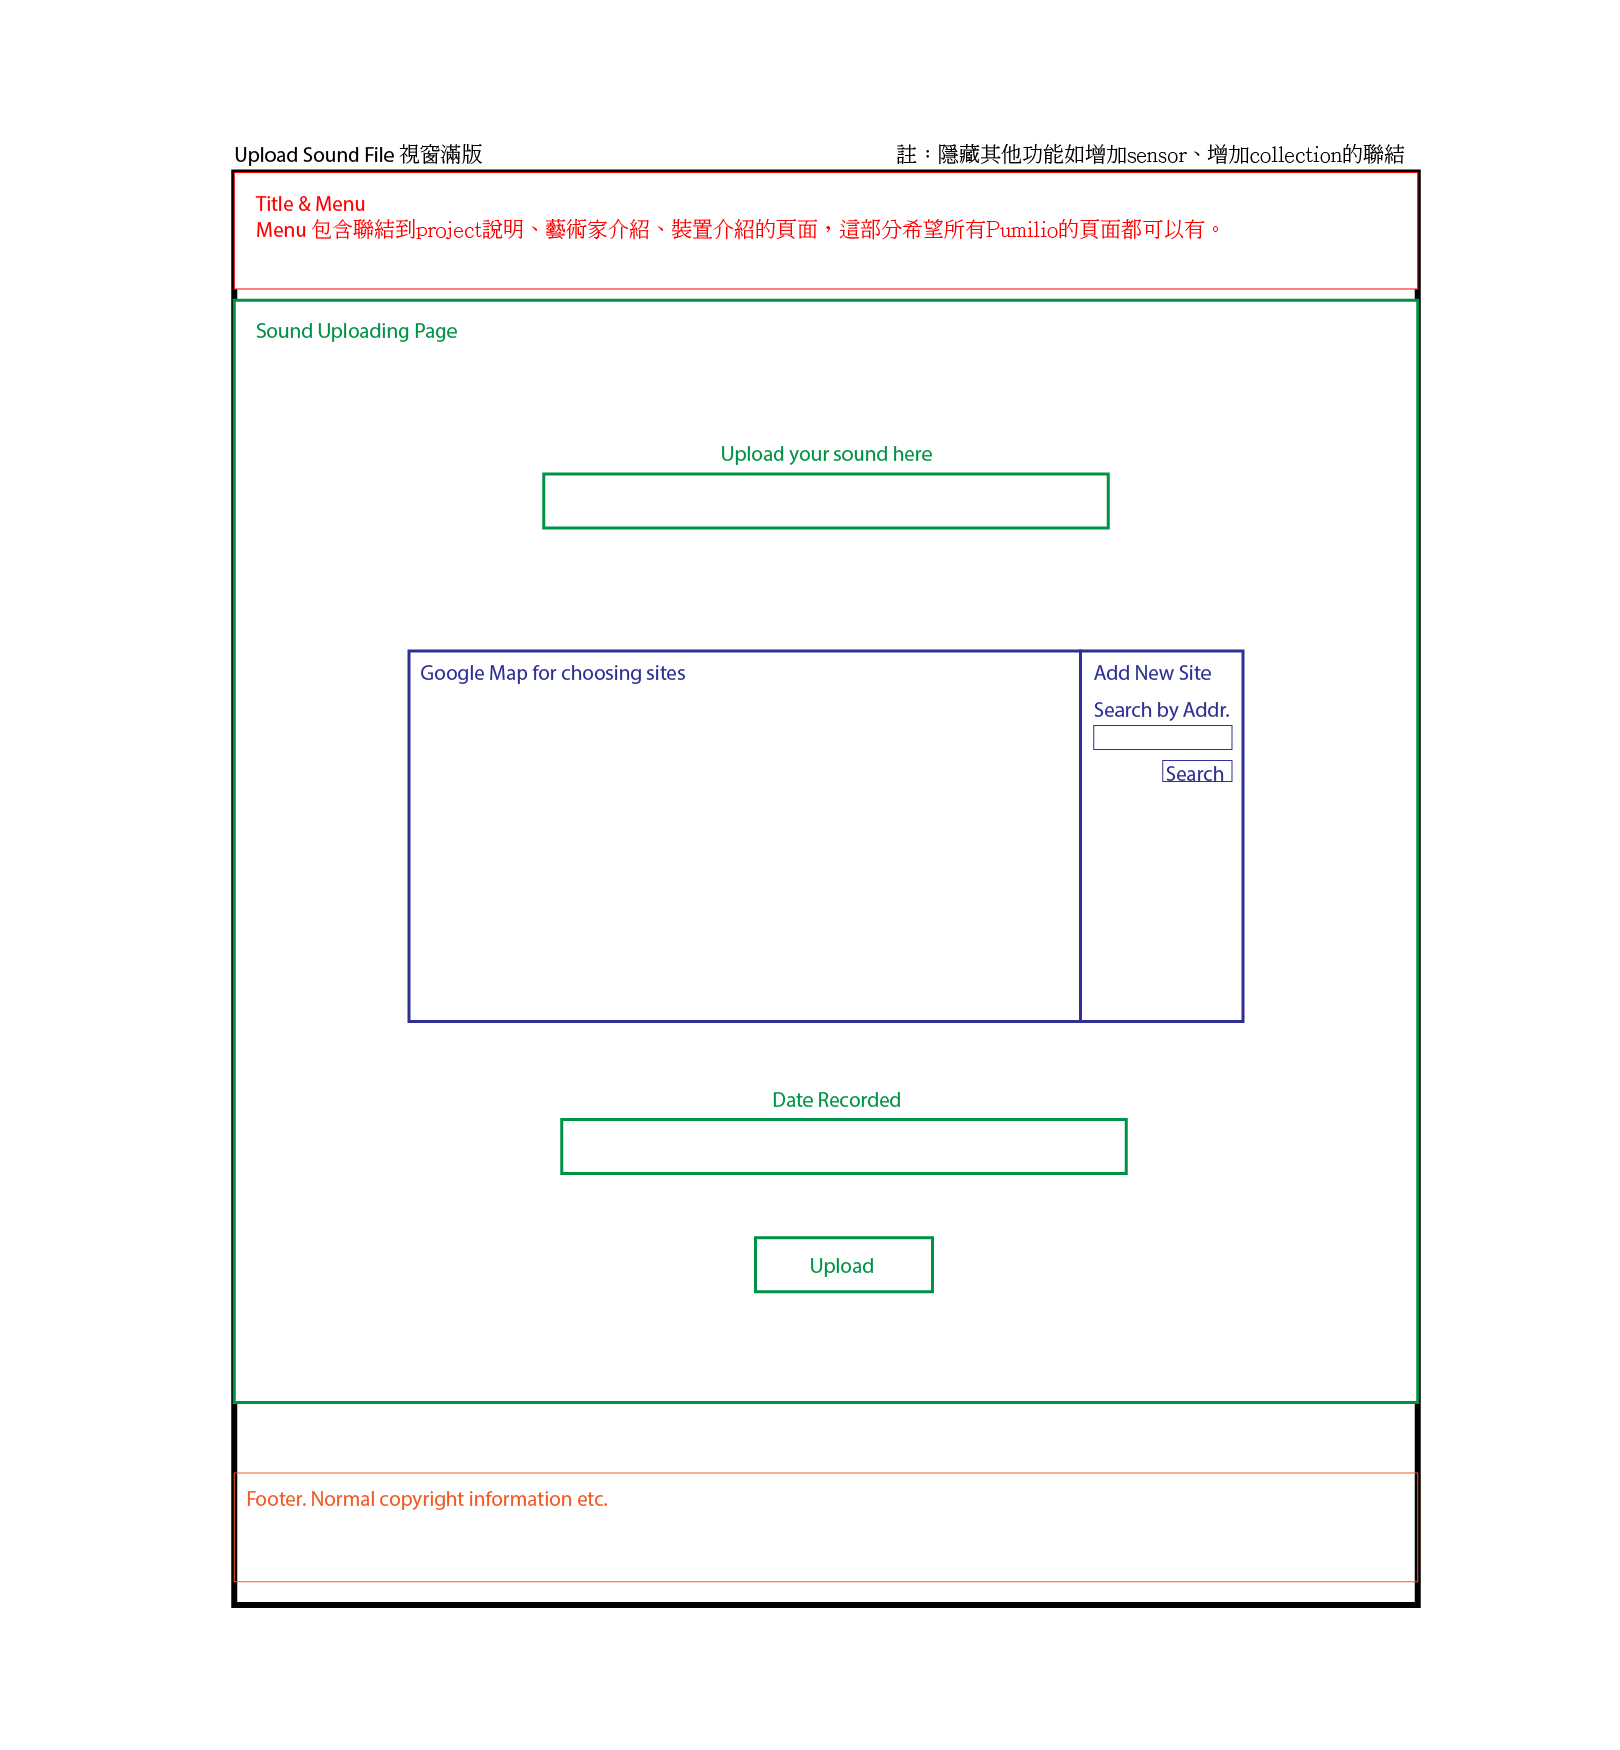 Upload Sound File 視窗滿版
註：隱藏其他功能如增加sensor、增加collection的聯結
Title & Menu
Menu 包含聯結到project說明、藝術家介紹、裝置介紹的頁面，這部分希望所有Pumilio的頁面都可以有。
Sound Uploading Page
Upload your sound here
Google Map for choosing sites
Add New Site
Search by Addr.
Search
Date Recorded
Upload
Footer. Normal copyright information etc.